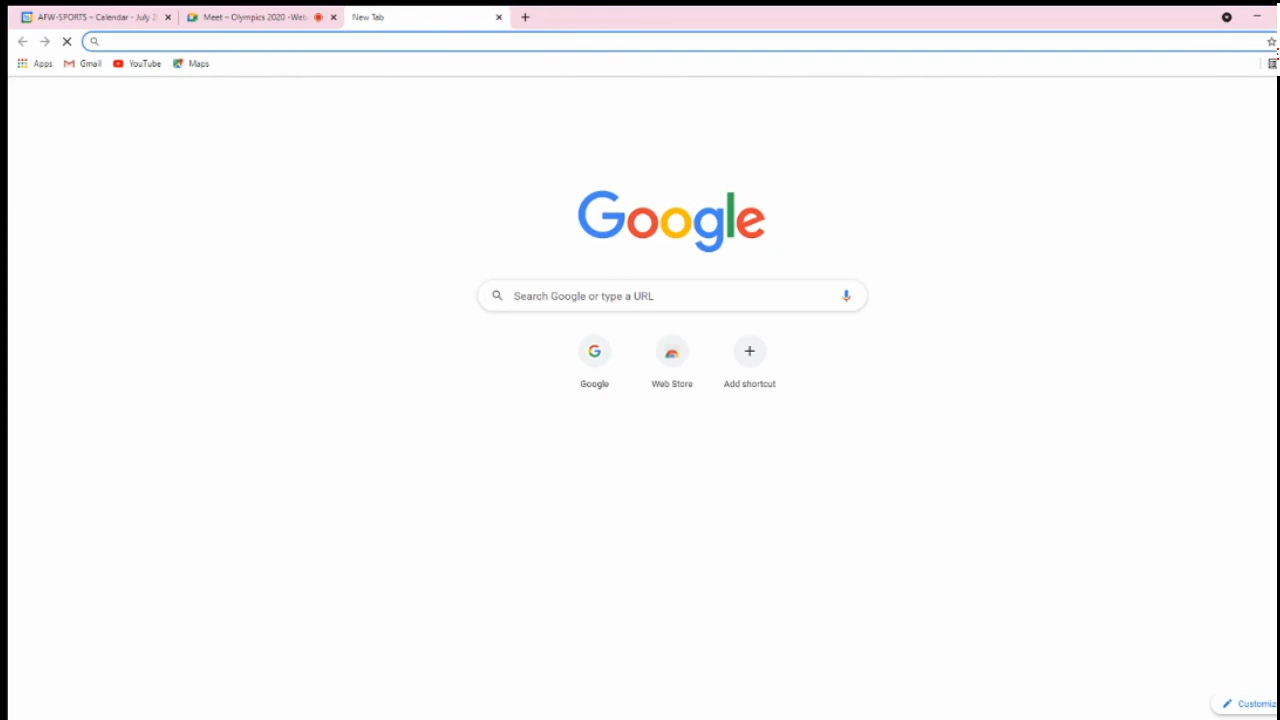 AFW-SPORTS – Calendar - July 2
Meet – Olympics 2020 -Web
New Tab
Apps
Gmail
YouTube
Maps
Google
Search Google or type a URL
Google
Web Store
Add shortcut
Customiz